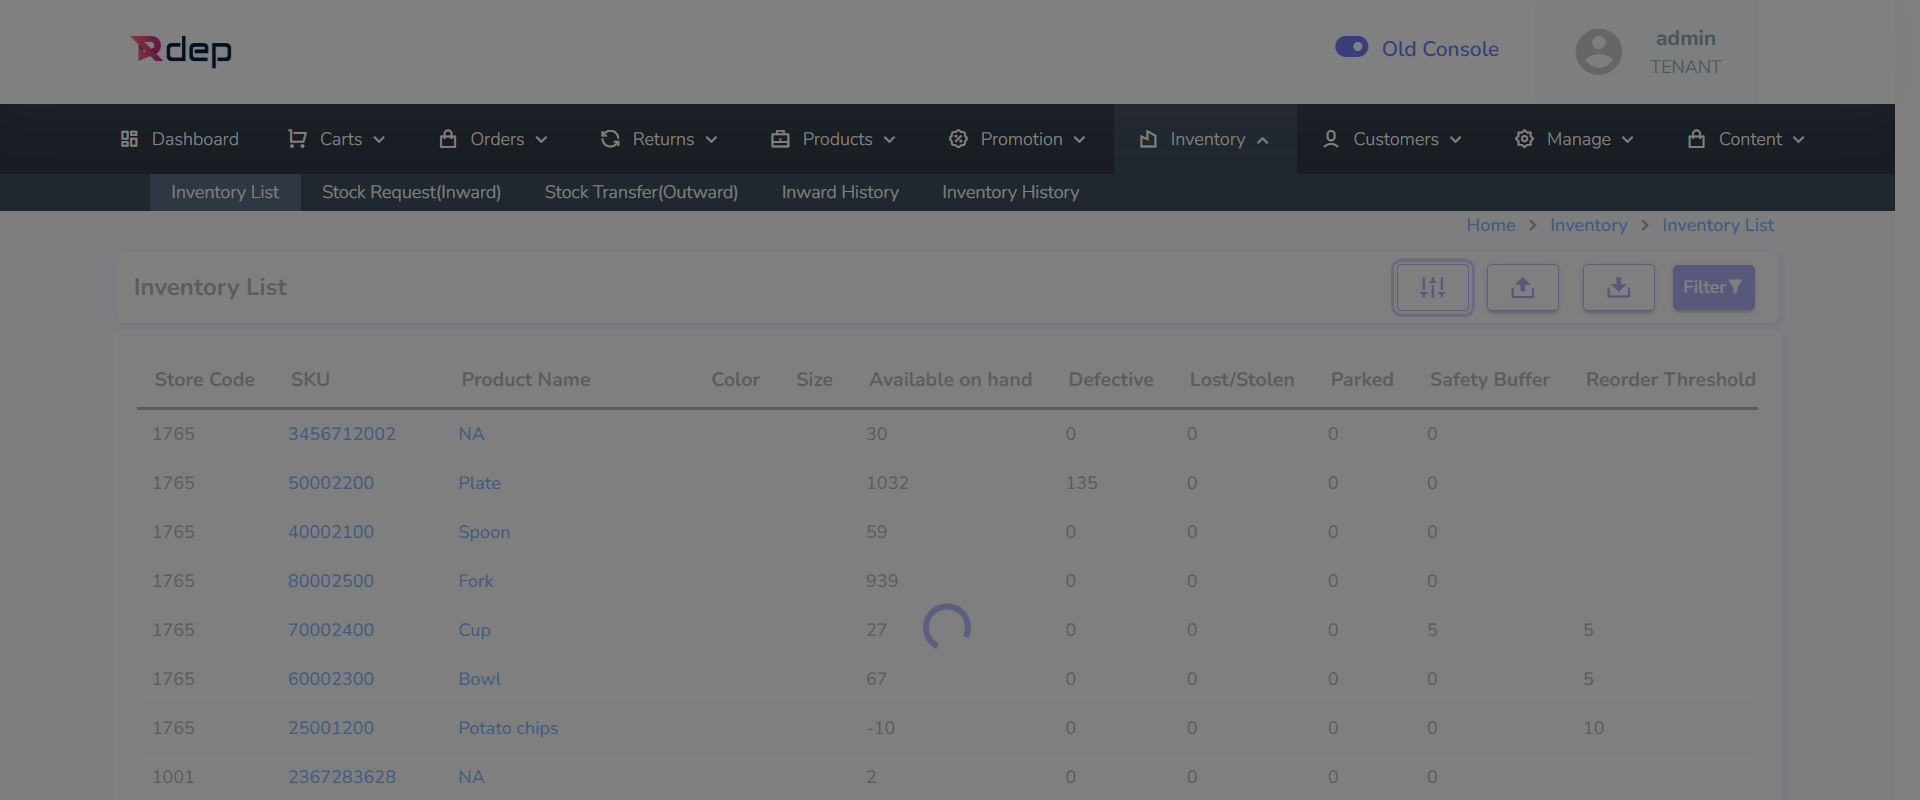 Rdep
Old Console
admin
TENANT
Dashboard Carts Orders Returns Products Promotion Inventory Customers Manage Content
Inventory List Stock Request(Inward) Stock Transfer(Outward) Inward History Inventory History
Home > Inventory > Inventory List
Inventory List
Filter
Store Code SKU Product Name Color Size Available on hand Defective Lost/Stolen Parked Safety Buffer Reorder Threshold
1765 3456712002 NA 30 0 0 0 0
1765 50002200 Plate 1032 135 0 0 0
1765 40002100 Spoon 59 0 0 0 0
1765 80002500 Fork 939 0 0 0 0
1765 70002400 Cup 27 0 0 0 5 5
1765 60002300 Bowl 67 0 0 0 0 5
1765 25001200 Potato chips -10 0 0 0 0 10
1001 2367283628 NA 2 0 0 0 0